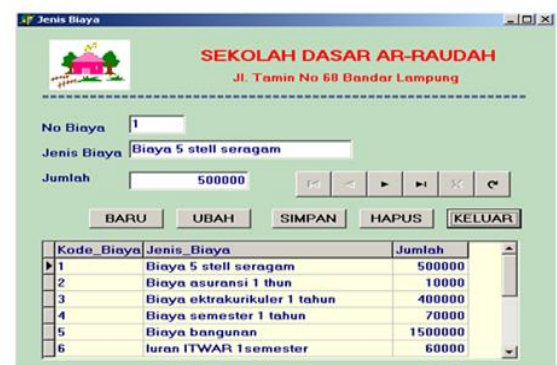 Jenis Biaya
SEKOLAH DASAR AR-RAUDAH
Jl. Tamin No 68 Bandar Lampung
No Biaya 1
Jenis Biaya Biaya 5 stell seragam
Jumlah 500000
BARU UBAH SIMPAN HAPUS KELUAR
Kode_Biaya Jenis_Biaya Jumlah
1 Biaya 5 stell seragam 500000
2 Biaya asuransi 1 thun 10000
3 Biaya ektrakurikuler 1 tahun 400000
4 Biaya semester 1 tahun 70000
5 Biaya bangunan 1500000
6 Iuran ITWAR 1semester 60000